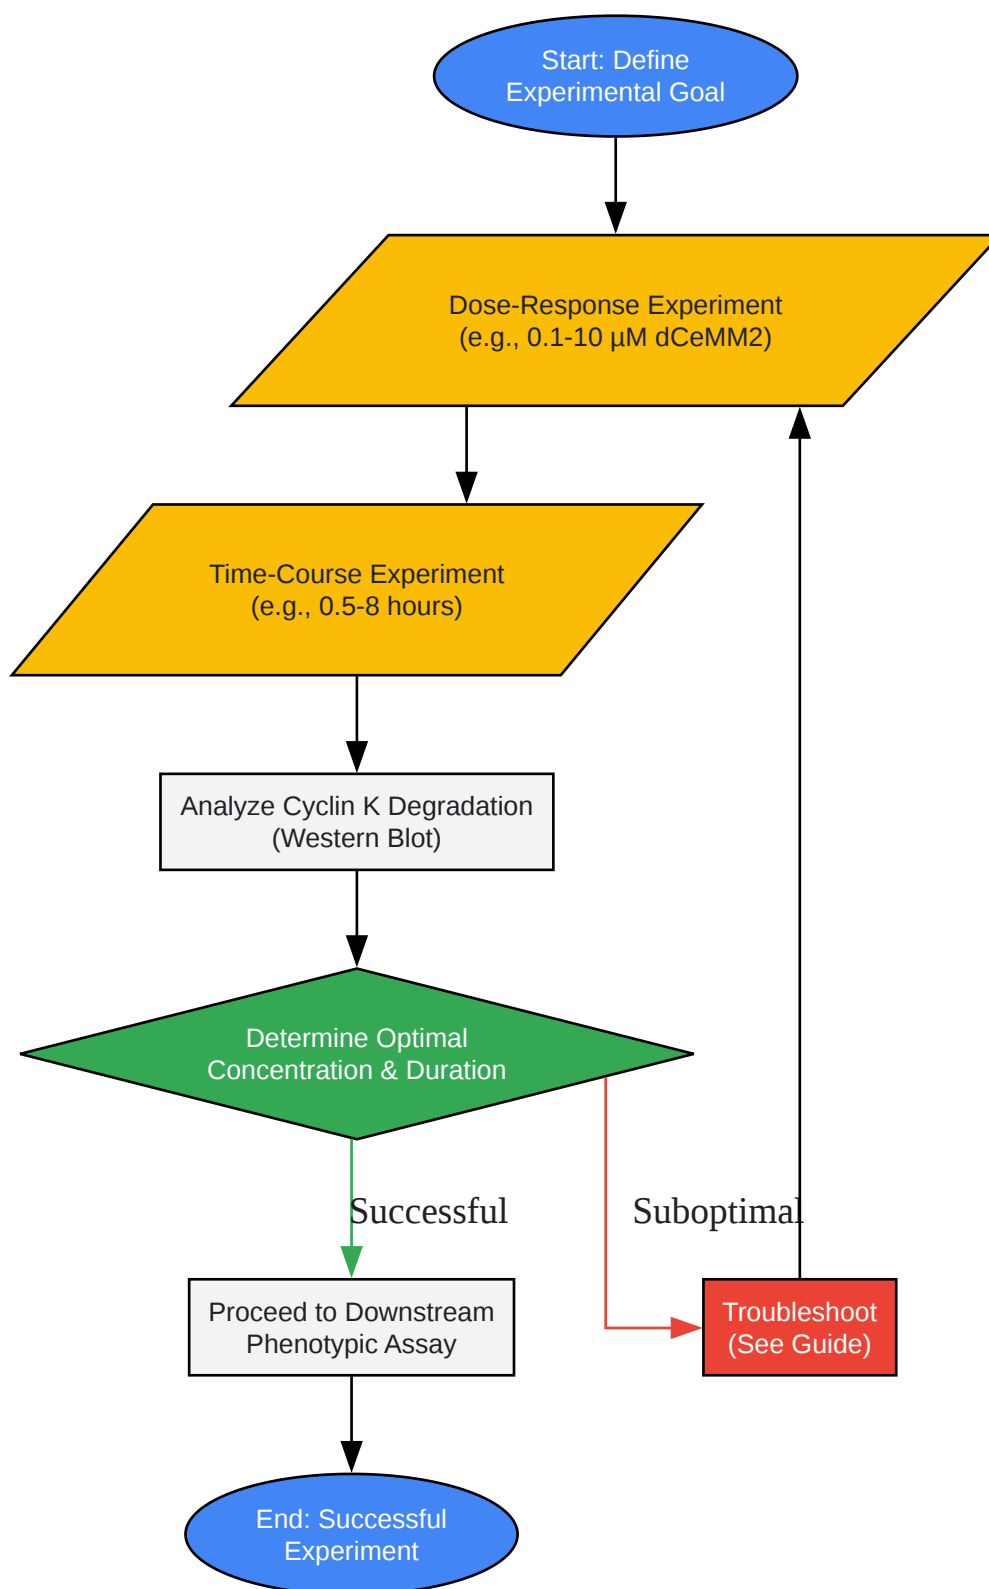 Start: Define
Experimental Goal
Dose-Response Experiment
(e.g., 0.1-10 µM dCeMM2)
Time-Course Experiment
(e.g., 0.5-8 hours)
Analyze Cyclin K Degradation
(Western Blot)
Determine Optimal
Concentration & Duration
Successful
Suboptimal
Proceed to Downstream
Phenotypic Assay
Troubleshoot
(See Guide)
End: Successful
Experiment